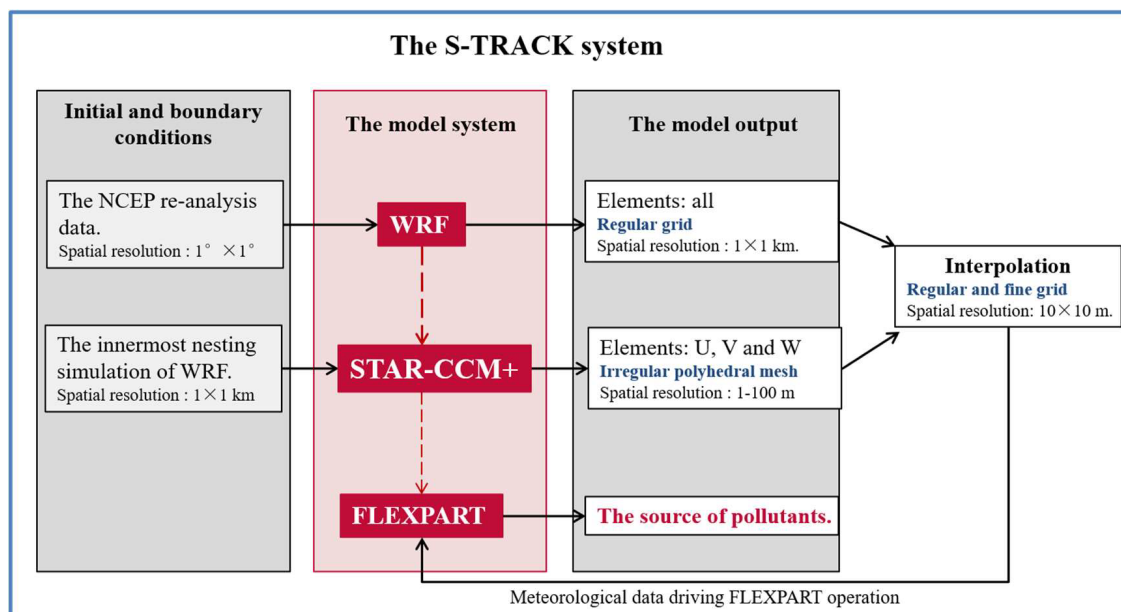 The S-TRACK system
Initial and boundary
conditions
The NCEP re-analysis
data.
Spatial resolution : 1° ×1°
The innermost nesting
simulation of WRF.
Spatial resolution : 1×1 km
The model system
WRF
STAR-CCM+
FLEXPART
The model output
Elements: all
Regular grid
Spatial resolution : 1×1 km.
Elements: U, V and W
Irregular polyhedral mesh
Spatial resolution : 1-100 m
The source of pollutants.
Interpolation
Regular and fine grid
Spatial resolution: 10×10 m.
Meteorological data driving FLEXPART operation